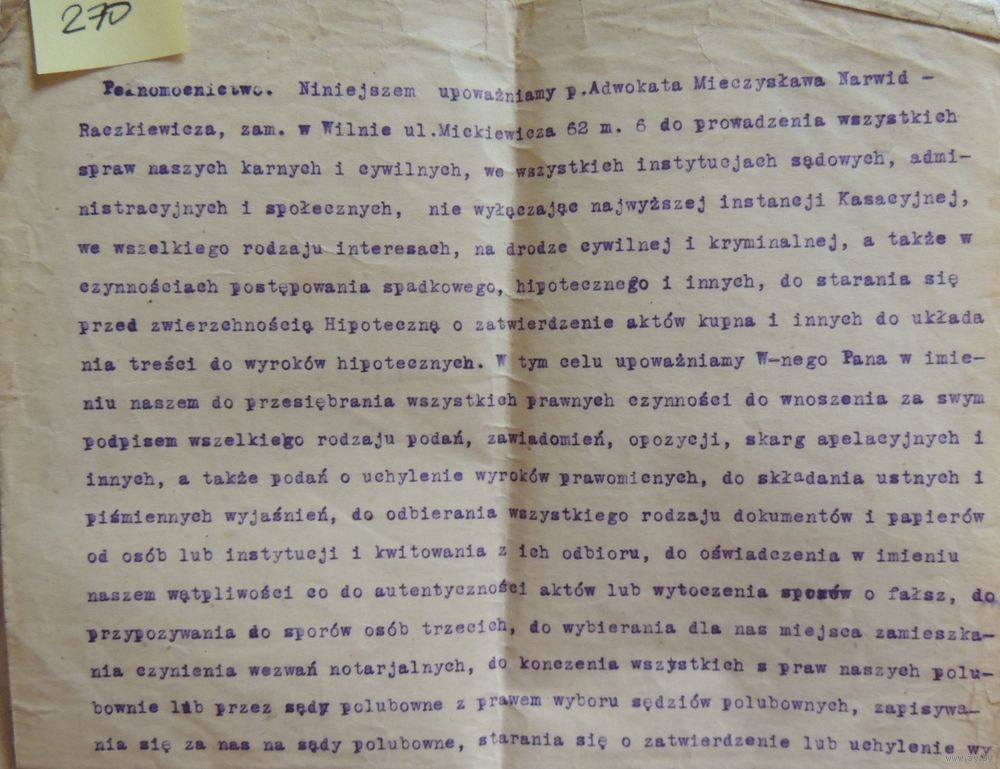 270
Pełnomocnictwo. Niniejszem upoważniamy p.Adwokata Mieczysława Narwid -
Raczkiewicza, zam. w Wilnie ul.Mickiewicza 62 m. 6 do prowadzenia wszystkich
spraw naszych karnych i cywilnych, we wszystkich instytucjach sądowych, admi-
nistracyjnych i społecznych, nie wyłączając najwyższej instancji Kasacyjnej,
we wszelkiego rodzaju interesach, na drodze cywilnej i kryminalnej, a także w
czynnościach postępowania spadkowego, hipotecznego i innych, do starania się
przed zwierzchnością Hipoteczną o zatwierdzenie aktów kupna i innych do układa
nia treści do wyroków hipotecznych. W tym celu upoważniamy W-nego Pana w imie-
niu naszem do przesiębrania wszystkich prawnych czynności do wnoszenia za swym
podpisem wszelkiego rodzaju podań, zawiadomień, opozycji, skarg apelacyjnych i
innych, a także podań o uchylenie wyroków prawomicnych, do składania ustnych i
piśmiennych wyjaśnień, do odbierania wszystkiego rodzaju dokumentów i papierów
od osób lub instytucji i kwitowania z ich odbioru, do oświadczenia w imieniu
naszem wątpliwości co do autentyczności aktów lub wytoczenia sporów o fałsz, do
przypozywania do sporów osób trzecich, do wybierania dla nas miejsca zamieszka-
nia czynienia wezwań notarjalnych, do konczenia wszystkich s praw naszych polu-
bownie lub przez sądy polubowne z prawem wyboru sędziów polubownych, zapisywa-
nia się za nas na sądy polubowne, starania się o zatwierdzenie lub uchylenie wy
www.ay.by